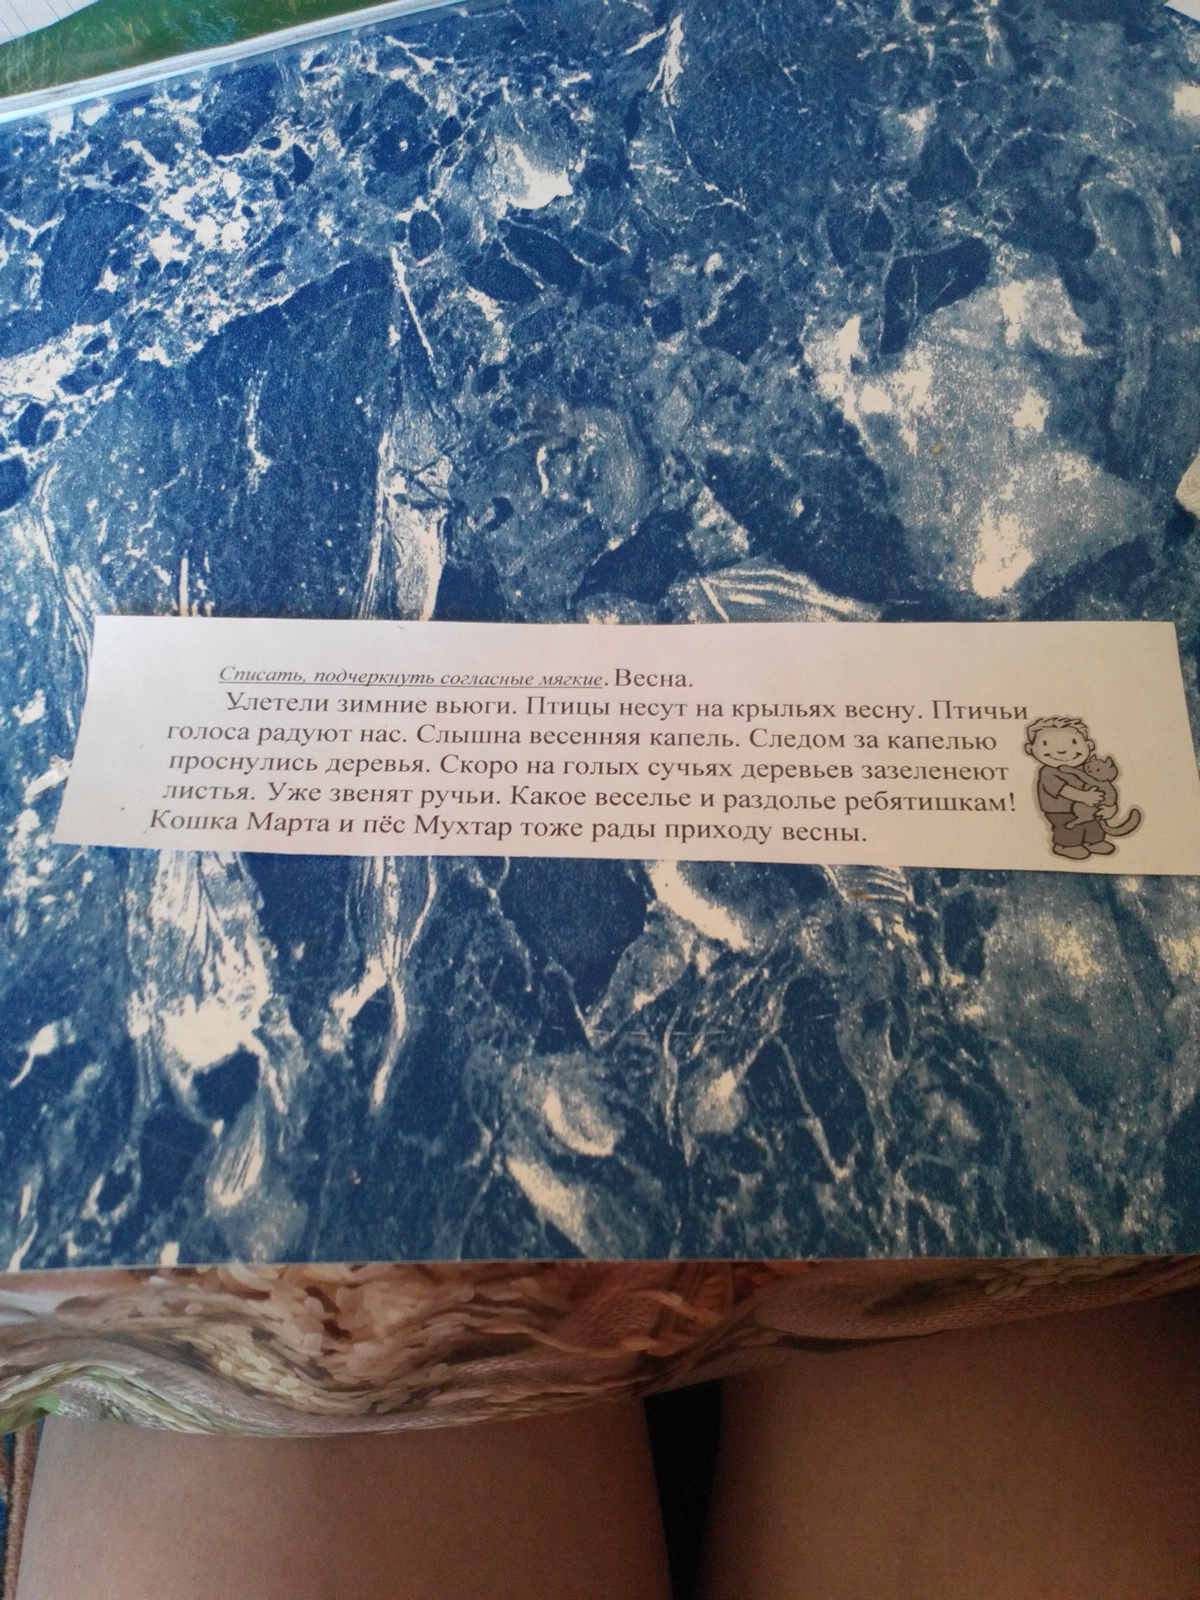 Списать, подчеркнуть согласные мягкие. Весна.
Улетели зимние вьюги. Птицы несут на крыльях весну. Птичьи
голоса радуют нас. Слышна весенняя капель. Следом за капелью
проснулись деревья. Скоро на голых сучьях деревьев зазеленеют
листья. Уже звенят ручьи. Какое веселье и раздолье ребятишкам!
Кошка Марта и пёс Мухтар тоже рады приходу весны.